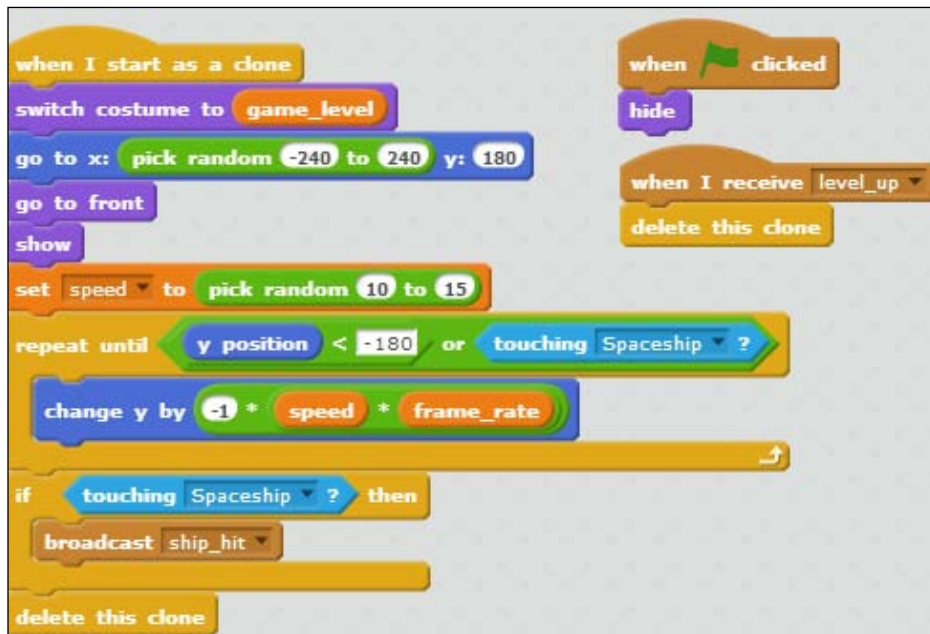 when I start as a clone
switch costume to game_level
go to x: pick random -240 to 240 y: 180
go to front
show
set speed to pick random 10 to 15
repeat until y position < -180 or touching Spaceship ?
change y by -1 * speed * frame_rate
if touching Spaceship ? then
broadcast ship_hit
delete this clone
when clicked
hide
when I receive level_up
delete this clone